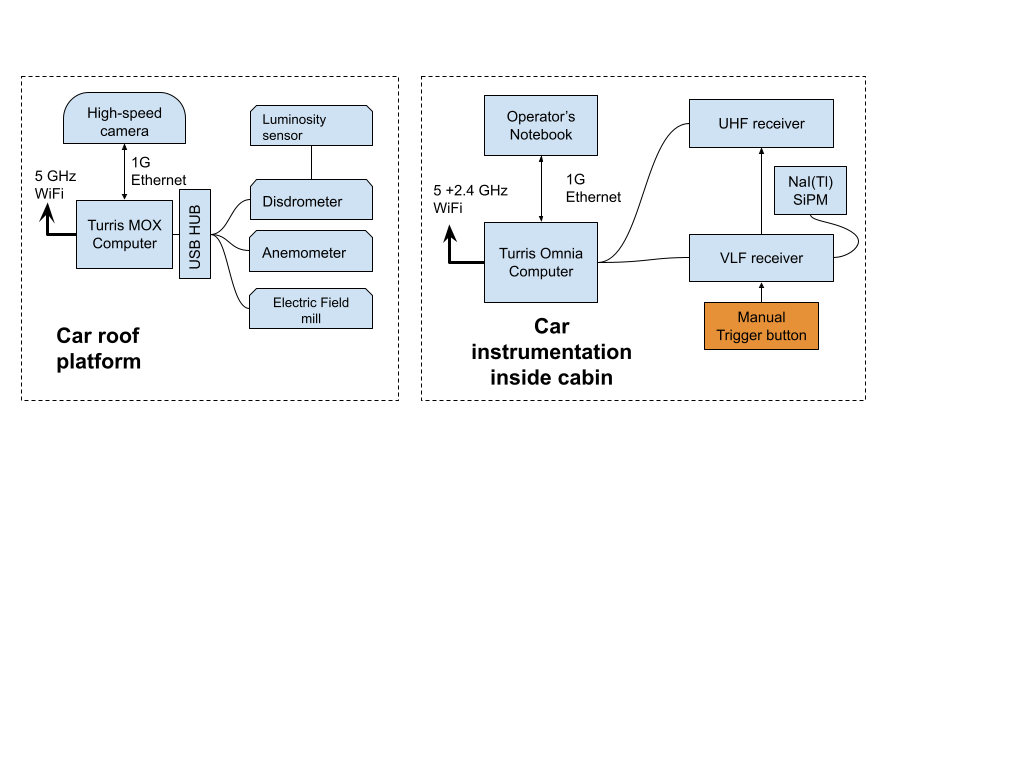 High-speed
camera
1G
Ethernet
5 GHz
WiFi
Turris MOX
Computer
USB HUB
Luminosity
sensor
Disdrometer
Anemometer
Electric Field
mill
Car roof
platform
Operator's
Notebook
1G
Ethernet
5 +2.4 GHz
WiFi
Turris Omnia
Computer
UHF receiver
NaI(Tl)
SiPM
VLF receiver
Manual
Trigger button
Car
instrumentation
inside cabin